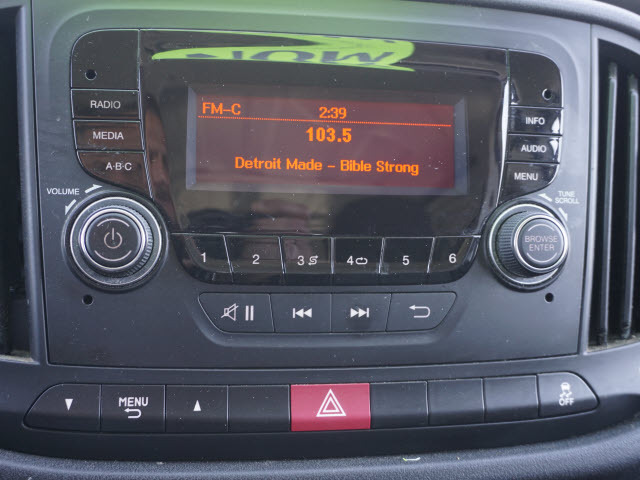 FM-C 2:39
103.5
Detroit Made - Bible Strong
RADIO
MEDIA
A·B·C
INFO
AUDIO
MENU
VOLUME
TUNE
SCROLL
BROWSE
ENTER
1 2 3 4 5 6
MENU
OFF